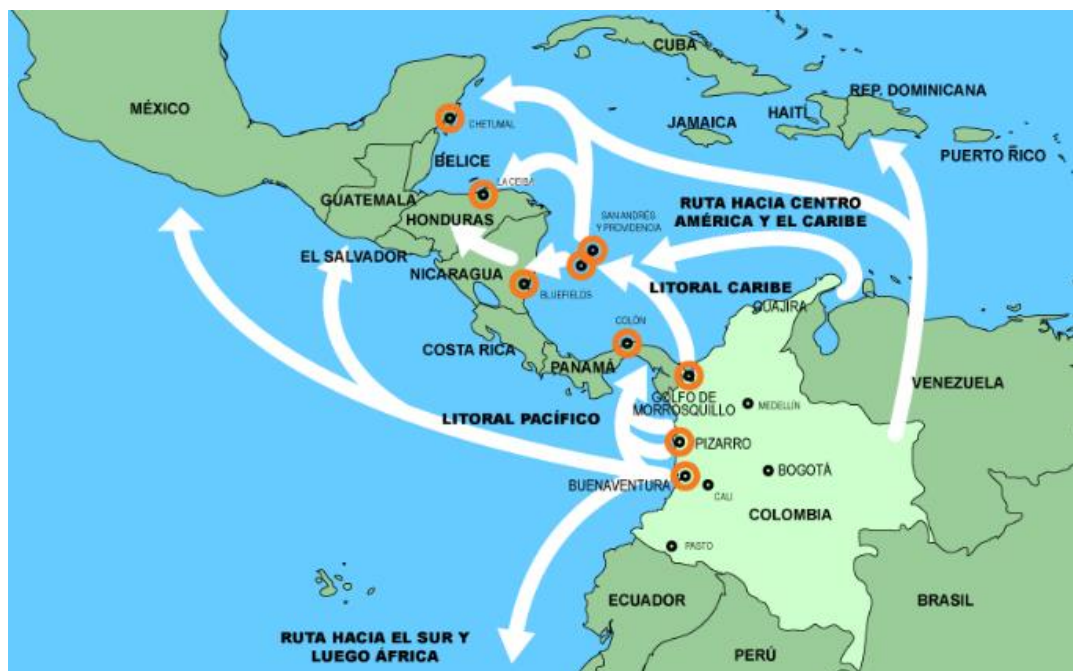 CUBA
MÉXICO
REP. DOMINICANA
HAITÍ
JAMAICA
CHETUMAL
PUERTO RICO
BELICE
LA CEIBA
GUATEMALA
RUTA HACIA CENTRO
AMÉRICA Y EL CARIBE
HONDURAS
SAN ANDRÉS
Y PROVIDENCIA
EL SALVADOR
NICARAGUA
LITORAL CARIBE
BLUEFIELDS
GUAJIRA
COLÓN
COSTA RICA
PANAMÁ
VENEZUELA
GOLFO DE
MORROSQUILLO
MEDELLÍN
LITORAL PACÍFICO
PIZARRO
BOGOTÁ
BUENAVENTURA
CALI
COLOMBIA
PASTO
ECUADOR
BRASIL
RUTA HACIA EL SUR Y
LUEGO ÁFRICA
PERÚ